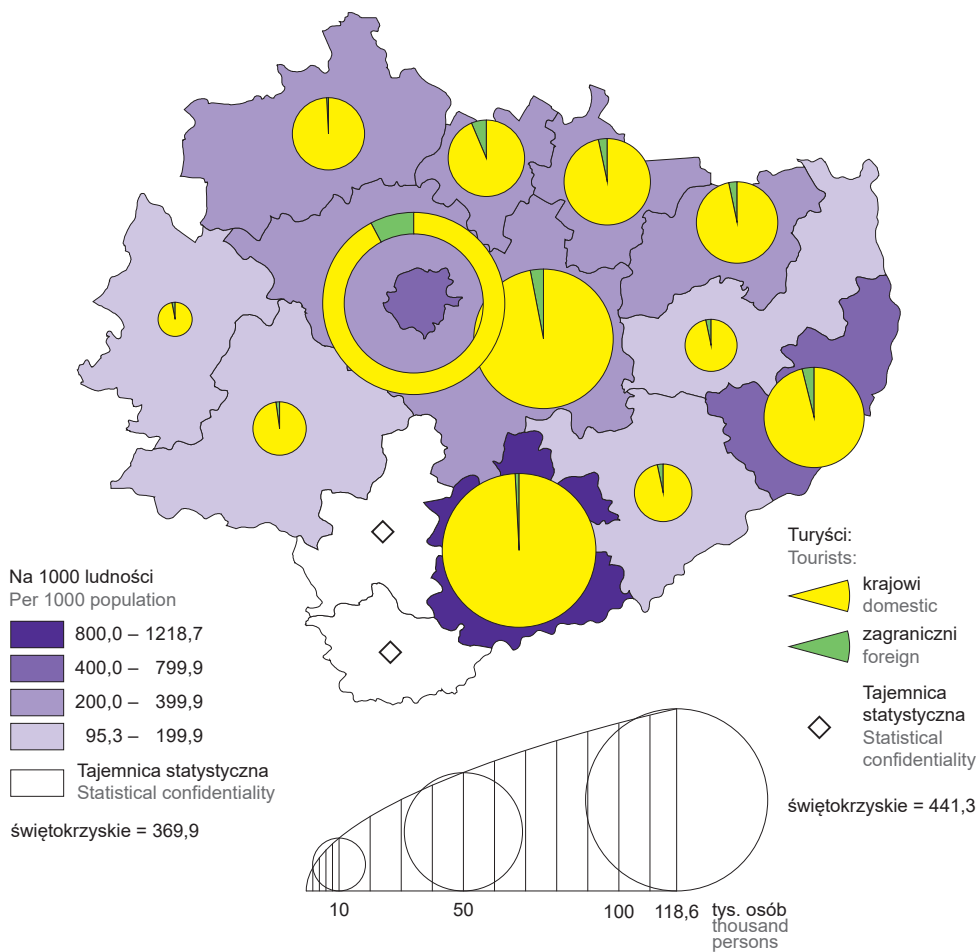 Na 1000 ludności
Per 1000 population
800,0 – 1218,7
400,0 – 799,9
200,0 – 399,9
95,3 – 199,9
Tajemnica statystyczna
Statistical confidentiality
świętokrzyskie = 369,9
Turyści:
Tourists:
krajowi
domestic
zagraniczni
foreign
Tajemnica
statystyczna
Statistical
confidentiality
świętokrzyskie = 441,3
10 50 100 118,6 tys. osób
thousand
persons